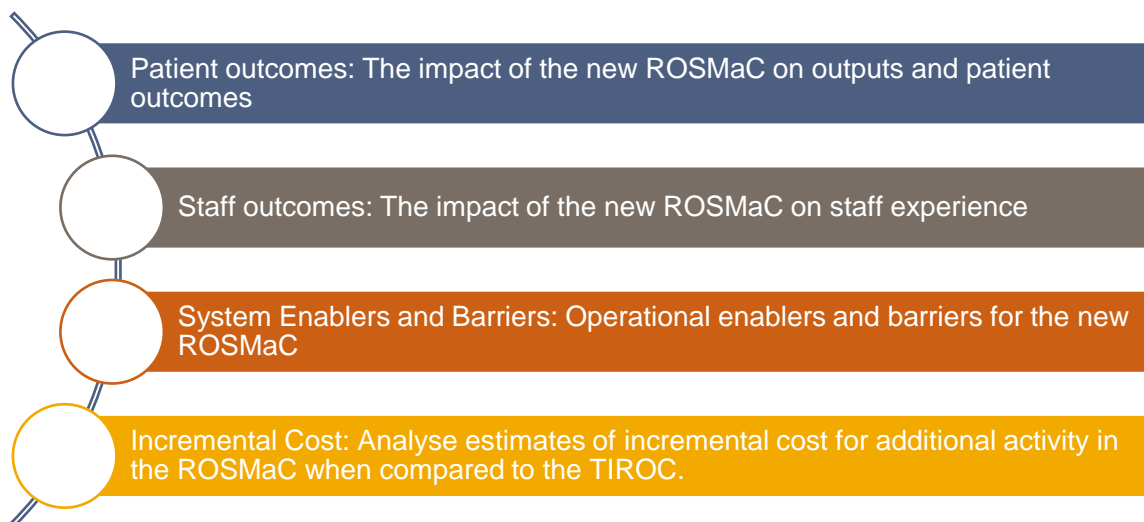 Patient outcomes: The impact of the new ROSMaC on outputs and patient
outcomes
Staff outcomes: The impact of the new ROSMaC on staff experience
System Enablers and Barriers: Operational enablers and barriers for the new
ROSMaC
Incremental Cost: Analyse estimates of incremental cost for additional activity in
the ROSMaC when compared to the TIROC.